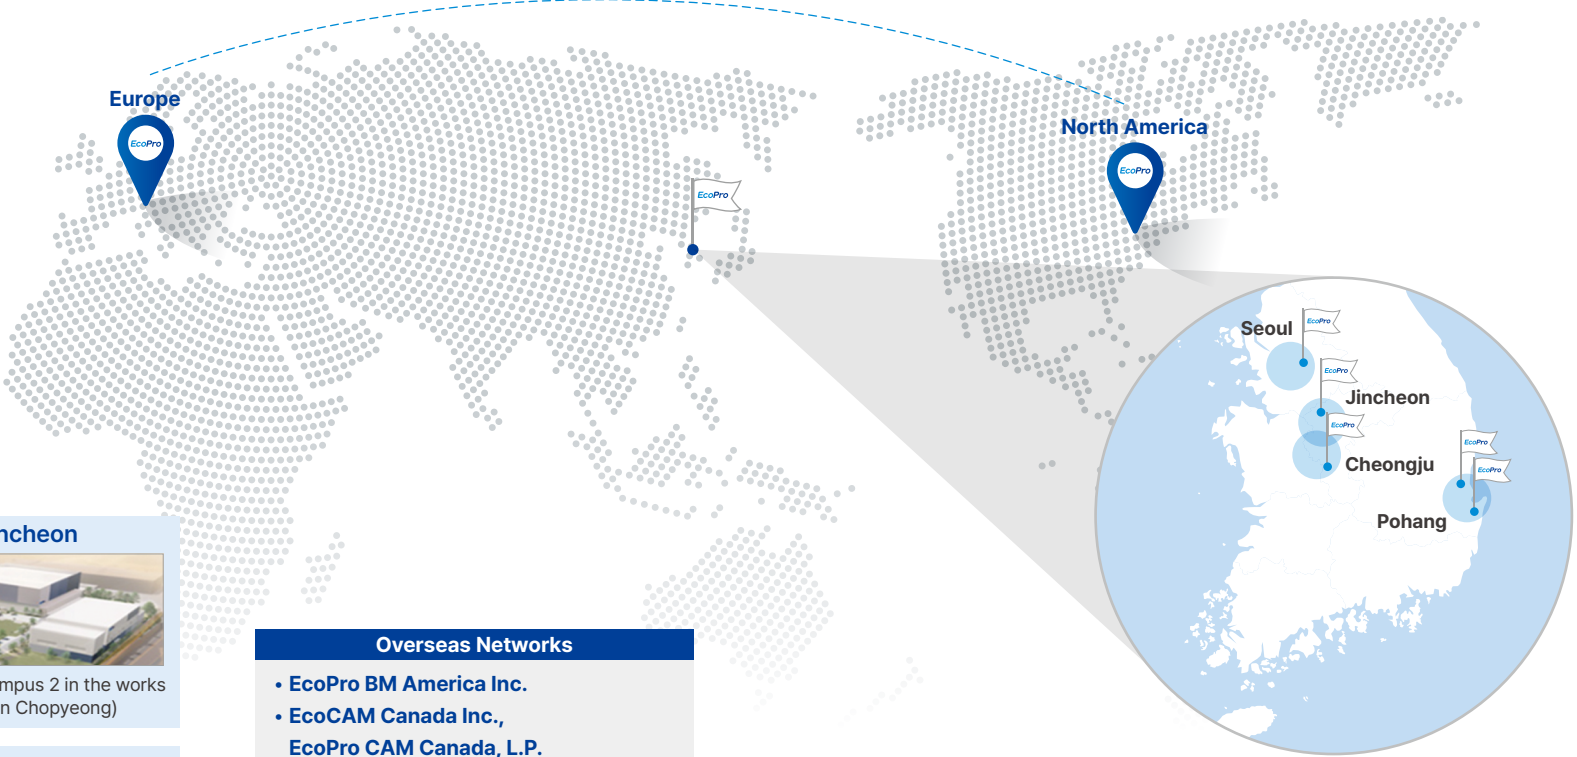 Europe
EcoPro
North America
EcoPro
EcoPro
Seoul
EcoPro
EcoPro
Jincheon
EcoPro
Cheongju
EcoPro
EcoPro
Pohang
ncheon
mpus 2 in the works
n Chopyeong)
Overseas Networks
• EcoPro BM America Inc.
• EcoCAM Canada Inc.,
EcoPro CAM Canada, L.P.